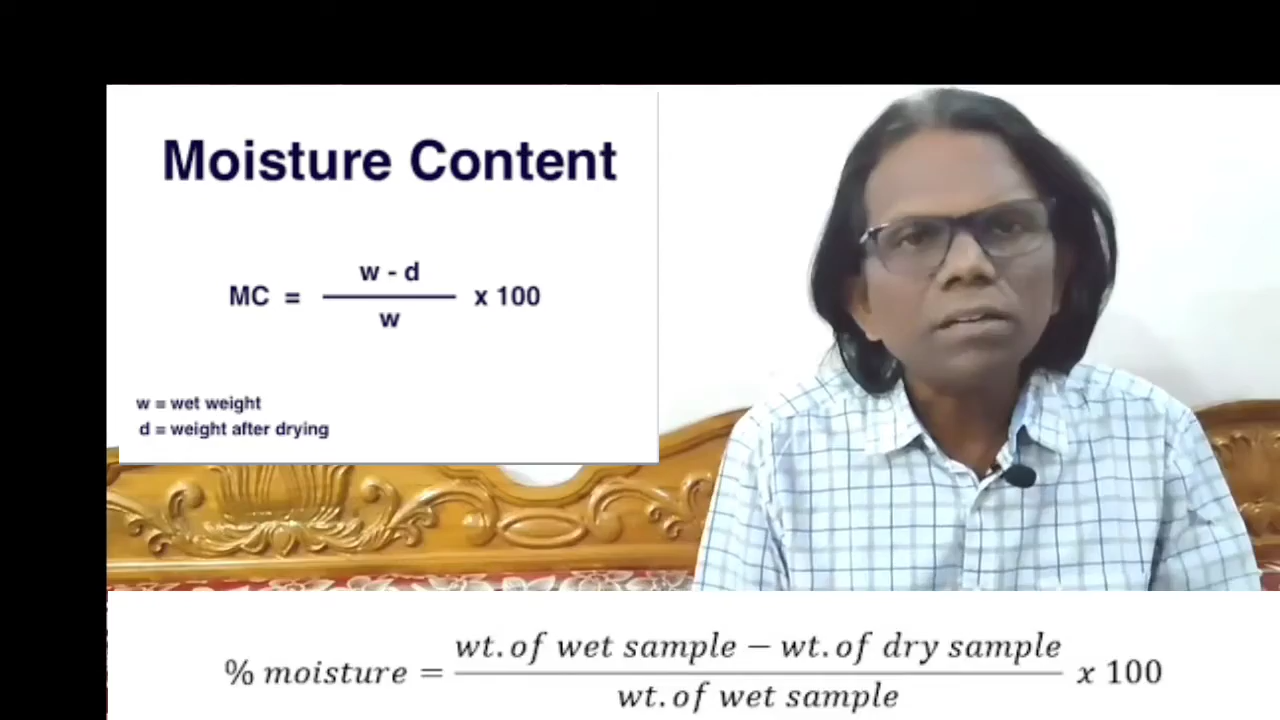 Moisture Content
w - d
MC = ———— x 100
w
w = wet weight
d = weight after drying
wt. of wet sample − wt. of dry sample
% moisture = ———— x 100
wt. of wet sample